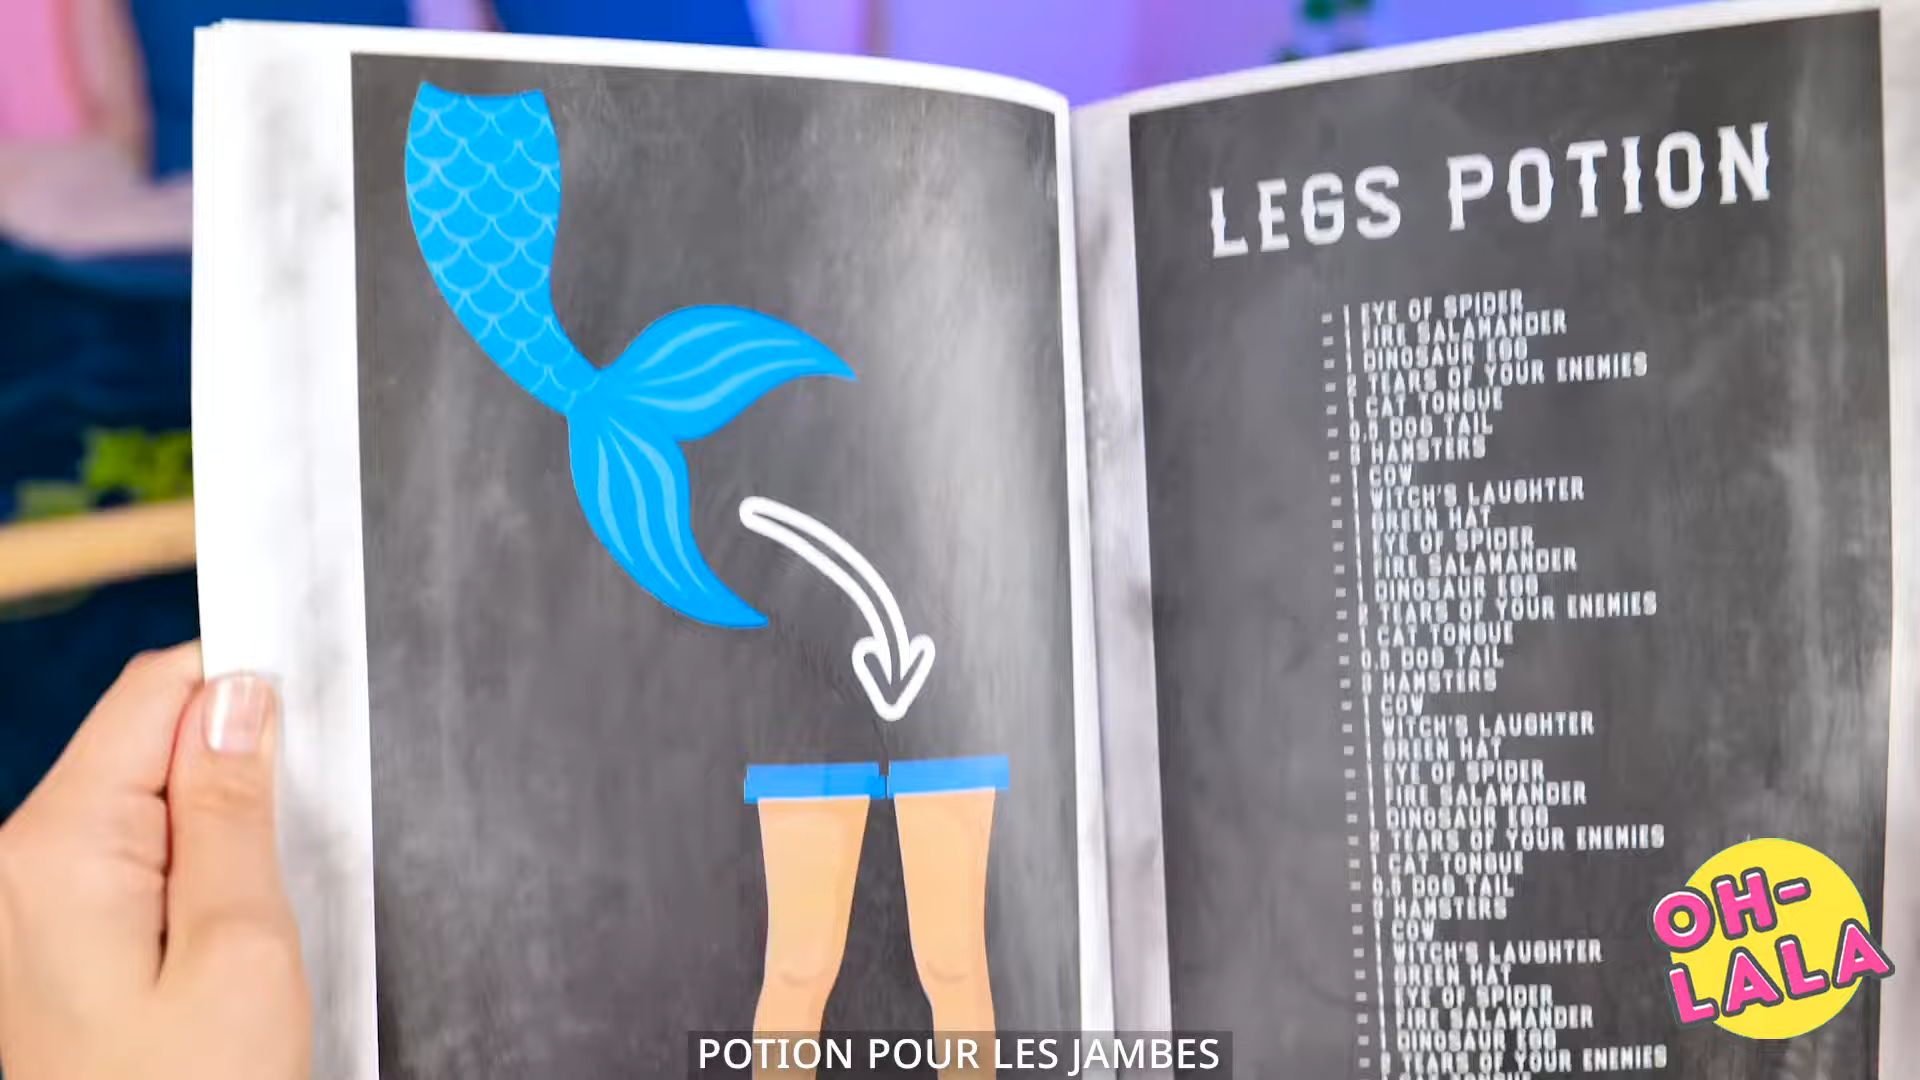 LEGS POTION
- 1 EYE OF SPIDER
- 1 FIRE SALAMANDER
- 1 DINOSAUR EGG
- 2 TEARS OF YOUR ENEMIES
- 1 CAT TONGUE
- 0,5 DOG TAIL
- 3 HAMSTERS
- 1 COW
- 1 WITCH'S LAUGHTER
- 1 GREEN HAT
- 1 EYE OF SPIDER
- 1 FIRE SALAMANDER
- 1 DINOSAUR EGG
- 2 TEARS OF YOUR ENEMIES
- 1 CAT TONGUE
- 0,5 DOG TAIL
- 3 HAMSTERS
- 1 COW
- 1 WITCH'S LAUGHTER
- 1 GREEN HAT
- 1 EYE OF SPIDER
- 1 FIRE SALAMANDER
- 1 DINOSAUR EGG
- 2 TEARS OF YOUR ENEMIES
- 1 CAT TONGUE
- 0,5 DOG TAIL
- 3 HAMSTERS
- 1 COW
- 1 WITCH'S LAUGHTER
- 1 GREEN HAT
- 1 EYE OF SPIDER
- 1 FIRE SALAMANDER
- 1 DINOSAUR EGG
- 2 TEARS OF YOUR ENEMIES
OH-
LALA
POTION POUR LES JAMBES